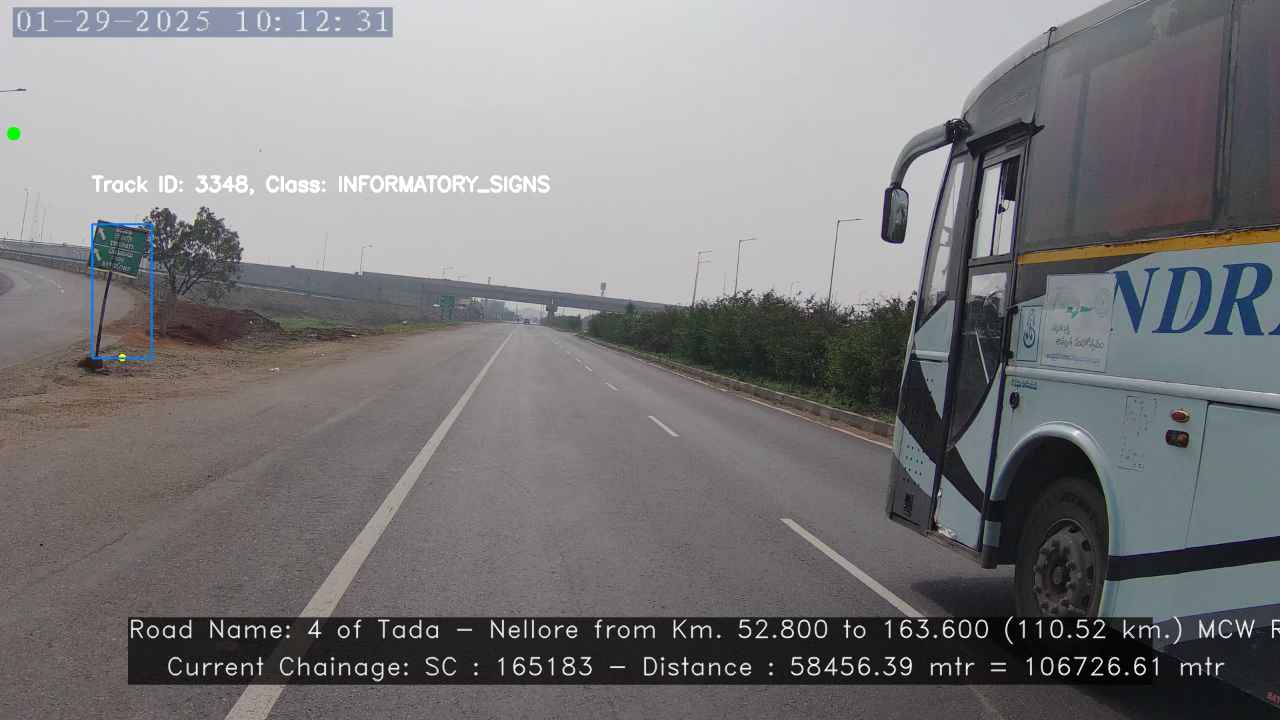 01-29-2025 10:12:31
Track ID: 3348, Class: INFORMATORY_SIGNS
NDRA
Road Name: 4 of Tada - Nellore from Km. 52.800 to 163.600 (110.52 km.) MCW R
Current Chainage: SC : 165183 - Distance : 58456.39 mtr = 106726.61 mtr